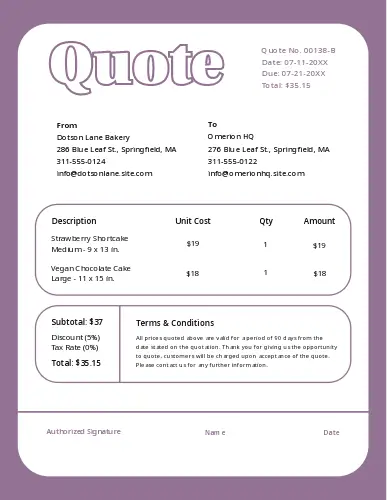 Quote
Quote No. 00138-B
Date: 07-11-20XX
Due: 07-21-20XX
Total: $35.15
From
Dotson Lane Bakery
286 Blue Leaf St., Springfield, MA
311-555-0124
info@dotsonlane.site.com
To
Omerion HQ
276 Blue Leaf St., Springfield, MA
311-555-0122
info@omerionhq.site.com
Description Unit Cost Qty Amount
Strawberry Shortcake
Medium - 9 x 13 in. $19 1 $19
Vegan Chocolate Cake
Large - 11 x 15 in. $18 1 $18
Subtotal: $37
Discount (5%)
Tax Rate (0%)
Total: $35.15
Terms & Conditions
All prices quoted above are valid for a period of 90 days from the
date stated on the quotation. Thank you for giving us the opportunity
to quote, customers will be charged upon acceptance of the quote.
Please contact us for any further information.
Authorized Signature Name Date